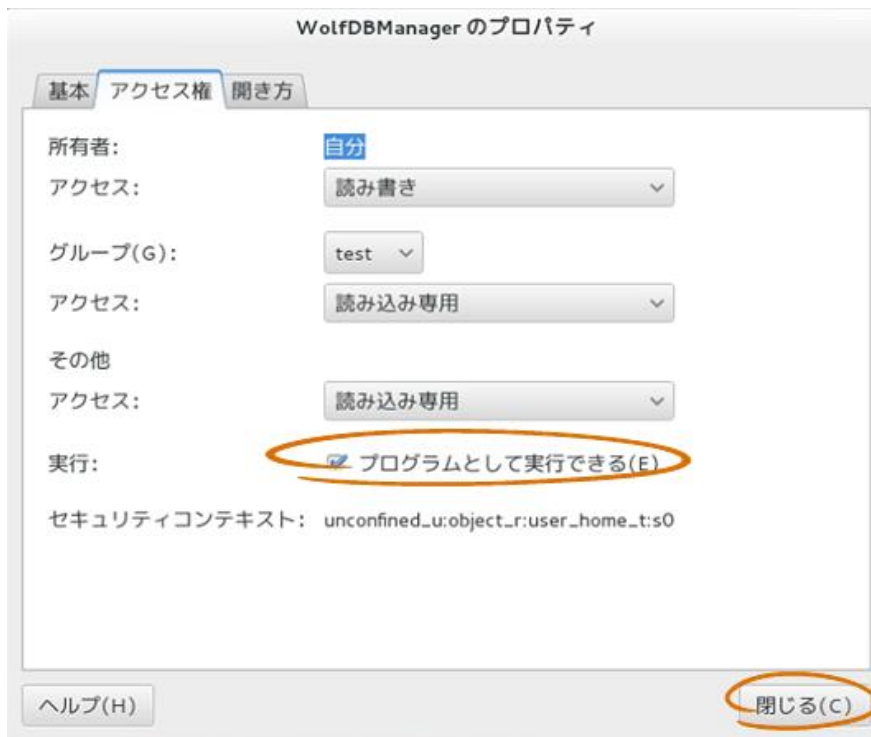 WolfDBManager のプロパティ
基本 アクセス権 開き方
所有者: 自分
アクセス: 読み書き
グループ(G): test
アクセス: 読み込み専用
その他
アクセス: 読み込み専用
実行: プログラムとして実行できる(E)
セキュリティコンテキスト: unconfined_u:object_r:user_home_t:s0
ヘルプ(H) 閉じる(C)